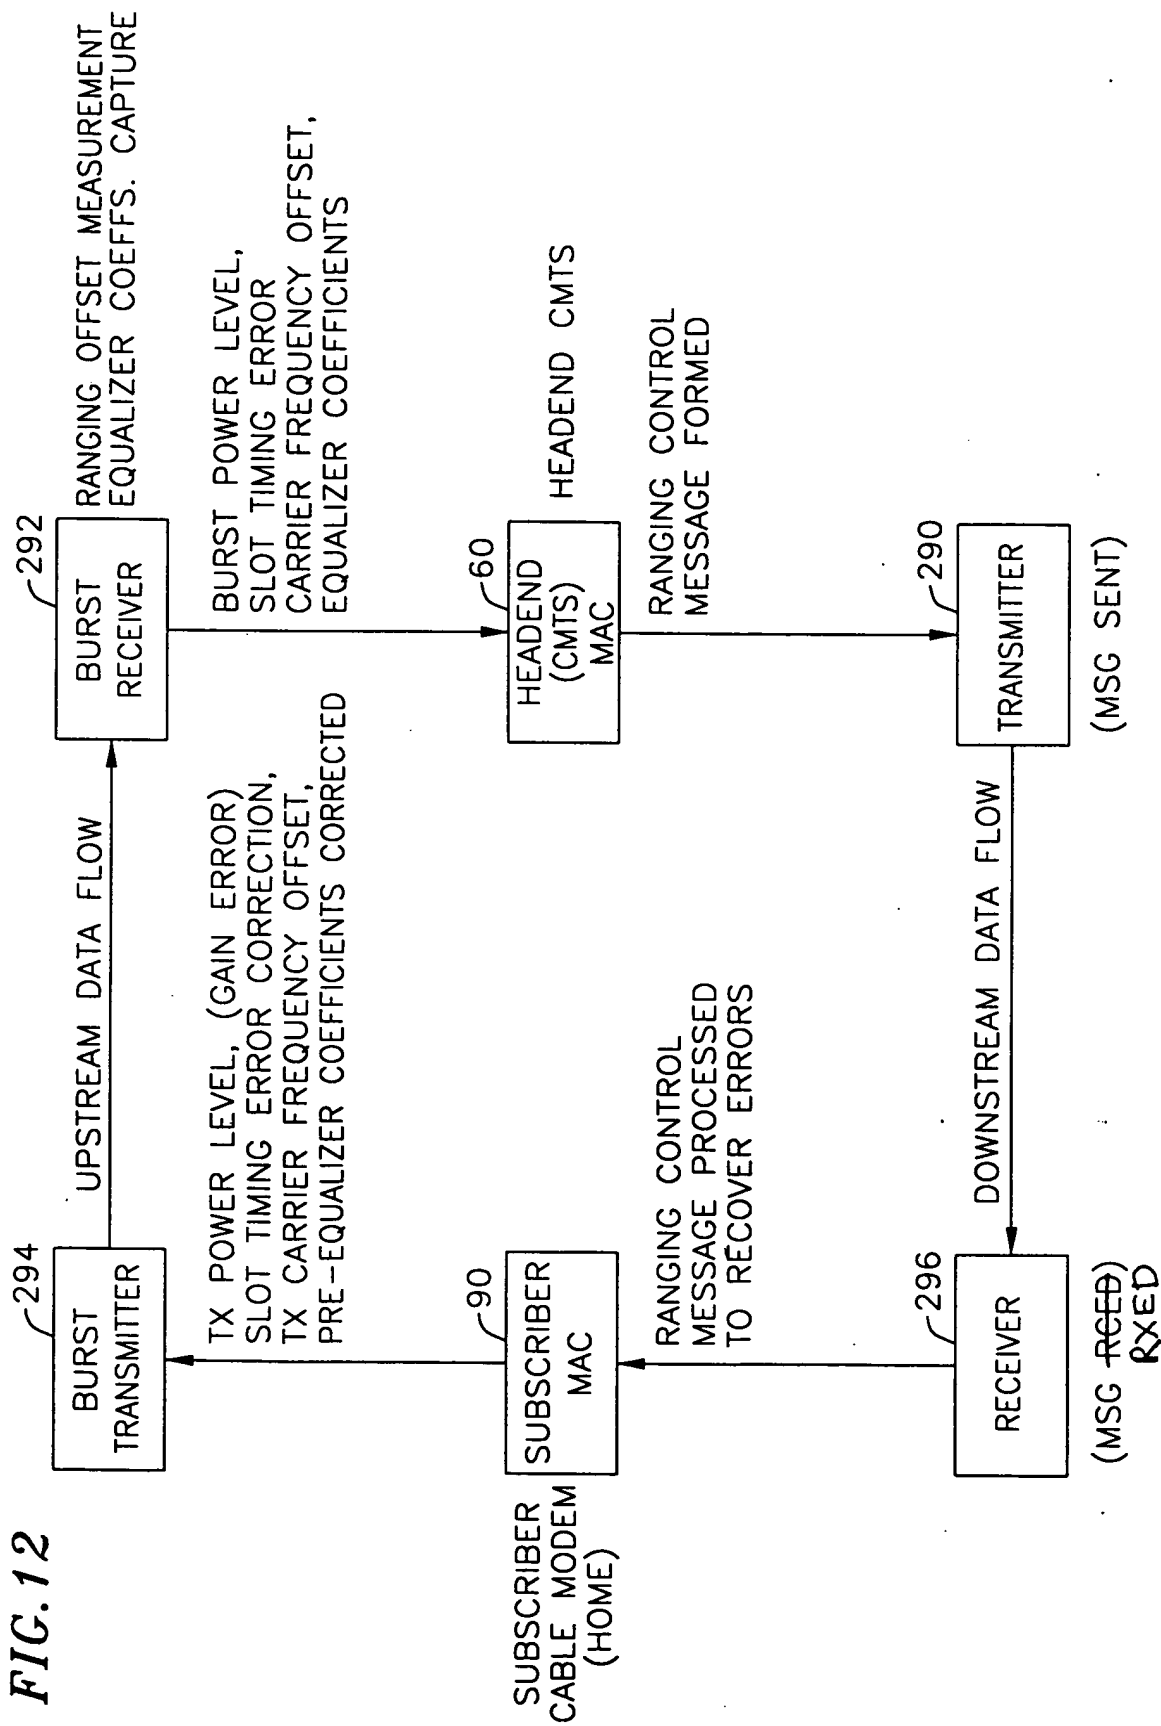 FIG. 12
294
BURST
TRANSMITTER
UPSTREAM DATA FLOW
292
BURST
RECEIVER
RANGING OFFSET MEASUREMENT
EQUALIZER COEFFS. CAPTURE
TX POWER LEVEL, (GAIN ERROR)
SLOT TIMING ERROR CORRECTION,
TX CARRIER FREQUENCY OFFSET,
PRE-EQUALIZER COEFFICIENTS CORRECTED
BURST POWER LEVEL,
SLOT TIMING ERROR
CARRIER FREQUENCY OFFSET,
EQUALIZER COEFFICIENTS
SUBSCRIBER
CABLE MODEM
(HOME)
90
SUBSCRIBER
MAC
60
HEADEND
(CMTS)
MAC
HEADEND CMTS
RANGING CONTROL
MESSAGE PROCESSED
TO RECOVER ERRORS
RANGING CONTROL
MESSAGE FORMED
296
RECEIVER
DOWNSTREAM DATA FLOW
290
TRANSMITTER
(MSG RCED)
RXED
(MSG SENT)